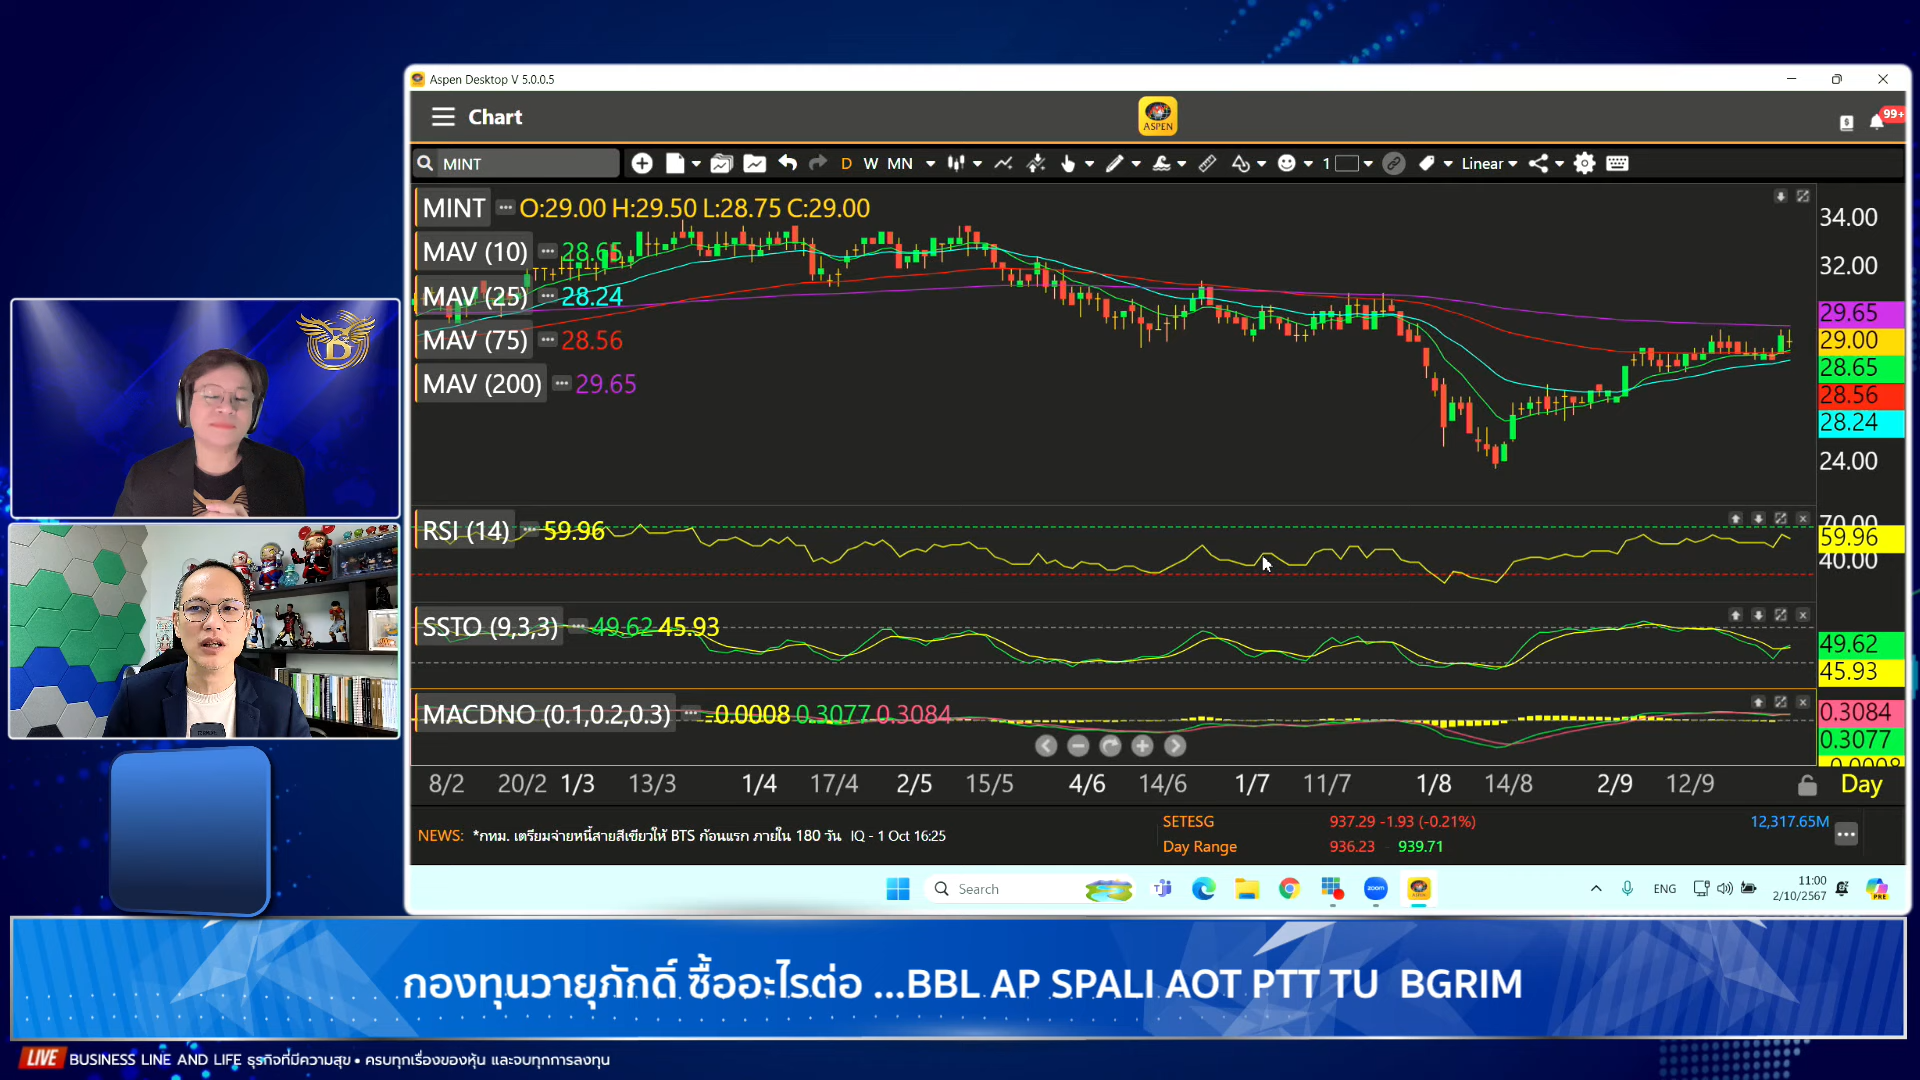 Aspen Desktop V 5.0.0.5
Chart
ASPEN
99+
MINT
D W MN
1
Linear
MINT O:29.00 H:29.50 L:28.75 C:29.00
MAV (10) 28.65
MAV (25) 28.24
MAV (75) 28.56
MAV (200) 29.65
34.00
32.00
29.65
29.00
28.65
28.56
28.24
24.00
RSI (14) 59.96
70.00
59.96
40.00
SSTO (9,3,3) 49.62 45.93
49.62
45.93
MACDNO (0.1,0.2,0.3) -0.0008 0.3077 0.3084
0.3084
0.3077
-0.0008
8/2 20/2 1/3 13/3 1/4 17/4 2/5 15/5 4/6 14/6 1/7 11/7 1/8 14/8 2/9 12/9 Day
NEWS: *กทม. เตรียมจ่ายหนี้สายสีเขียวให้ BTS ก้อนแรก ภายใน 180 วัน IQ - 1 Oct 16:25
SETESG 937.29 -1.93 (-0.21%) 12,317.65M
Day Range 936.23 - 939.71
Search
zoom
ENG
11:00
2/10/2567
PRE
กองทุนวายุภักดิ์ ซื้ออะไรต่อ ...BBL AP SPALI AOT PTT TU BGRIM
LIVE BUSINESS LINE AND LIFE ธุรกิจที่มีความสุข • ครบทุกเรื่องของหุ้น และจบทุกการลงทุน